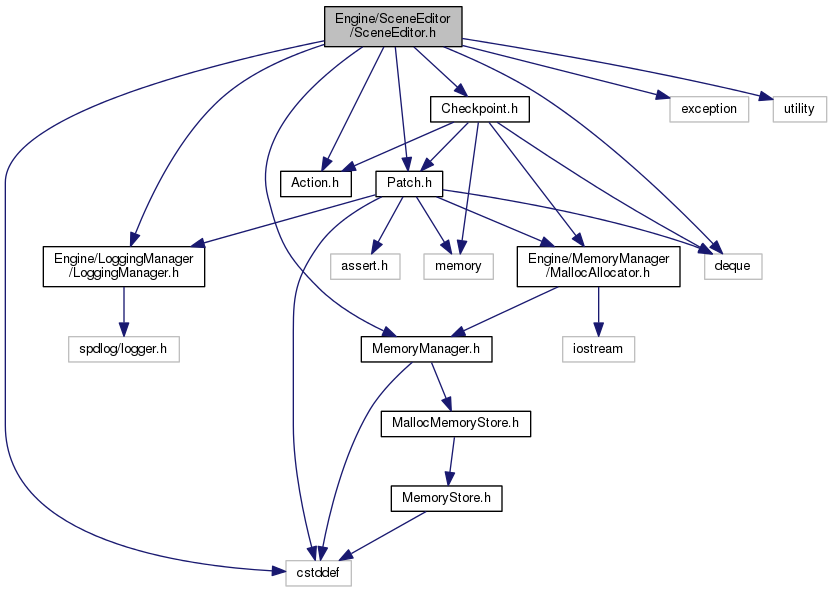 Engine/SceneEditor
/SceneEditor.h
Checkpoint.h
exception
utility
Action.h
Patch.h
Engine/LoggingManager
/LoggingManager.h
assert.h
memory
Engine/MemoryManager
/MallocAllocator.h
deque
spdlog/logger.h
MemoryManager.h
iostream
MallocMemoryStore.h
MemoryStore.h
cstddef